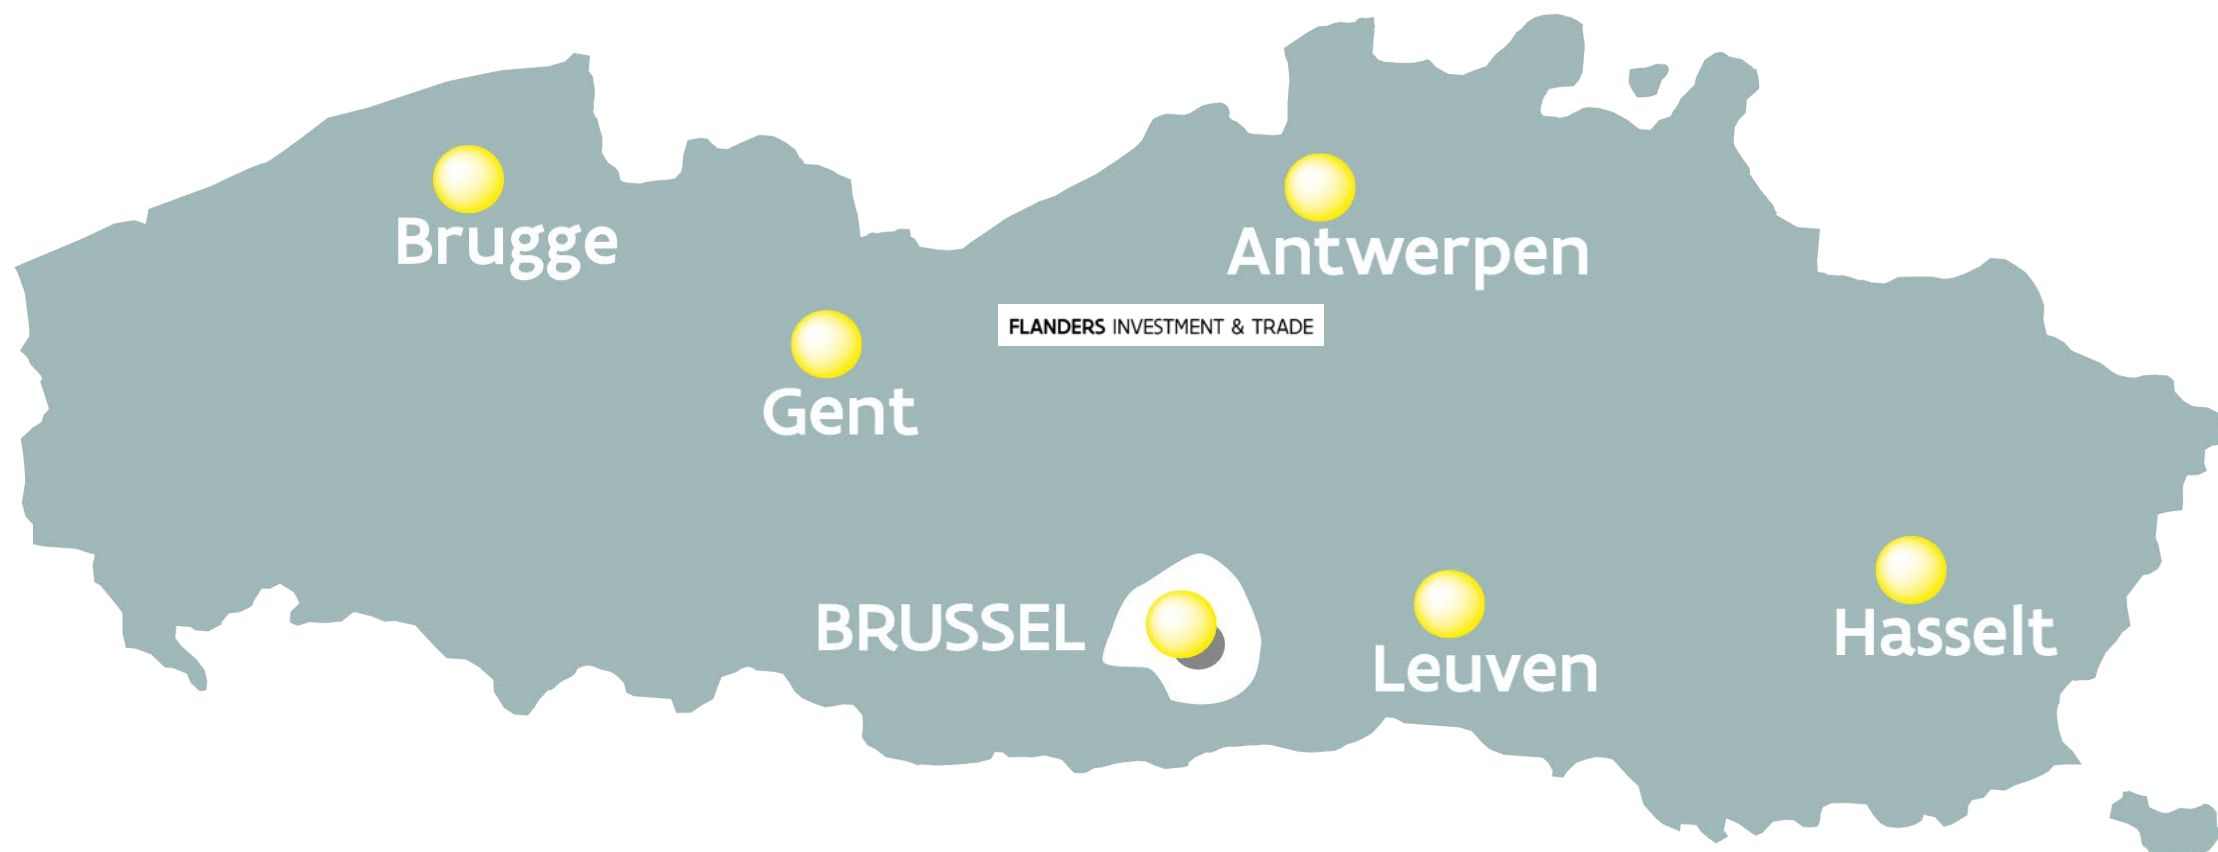 Brugge
Antwerpen
FLANDERS INVESTMENT & TRADE
Gent
BRUSSEL
Leuven
Hasselt